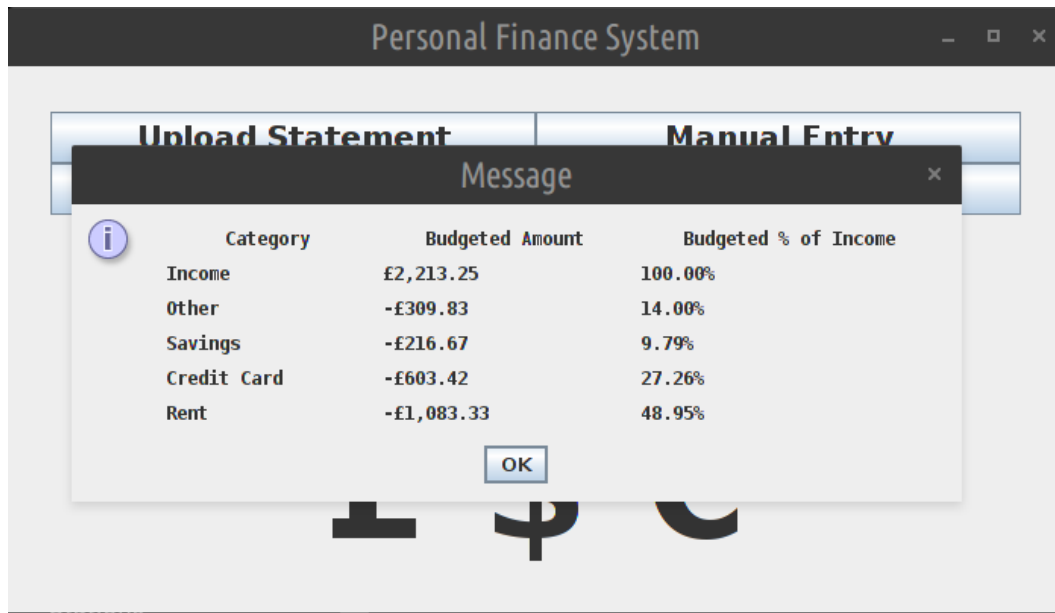 Personal Finance System
Upload Statement Manual Entry
Message
Category Budgeted Amount Budgeted % of Income
Income £2,213.25 100.00%
Other -£309.83 14.00%
Savings -£216.67 9.79%
Credit Card -£603.42 27.26%
Rent -£1,083.33 48.95%
OK